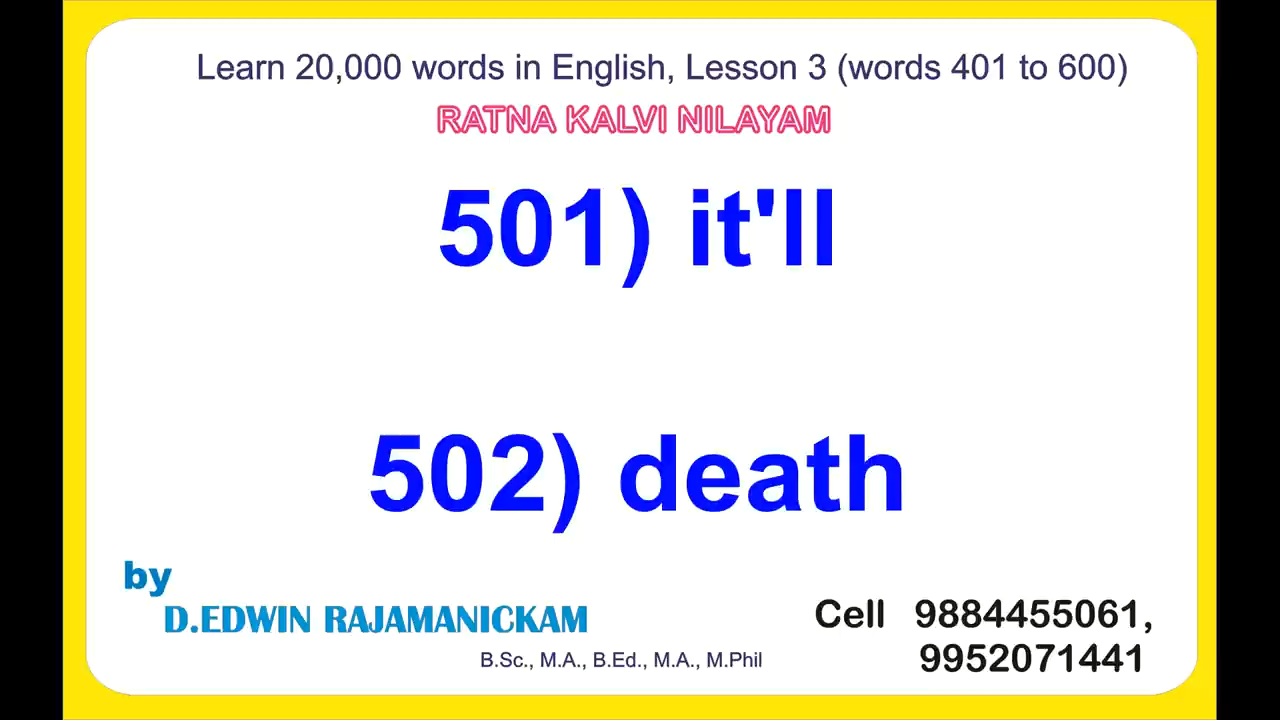 Learn 20,000 words in English, Lesson 3 (words 401 to 600)
RATNA KALVI NILAYAM
501) it'll
502) death
by
D.EDWIN RAJAMANICKAM
B.Sc., M.A., B.Ed., M.A., M.Phil
Cell 9884455061,
9952071441